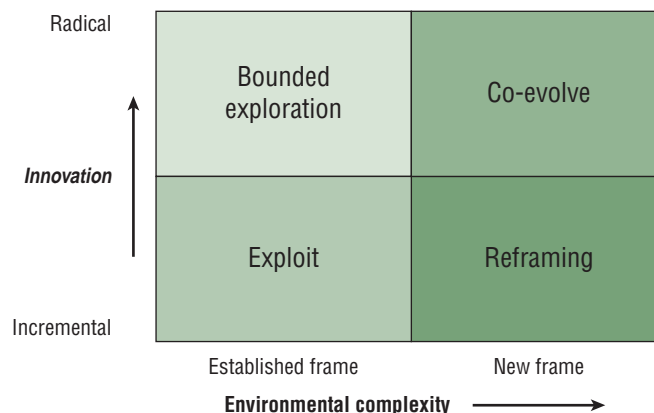 Radical
Bounded
exploration
Co-evolve
Innovation
Exploit
Reframing
Incremental
Established frame
New frame
Environmental complexity